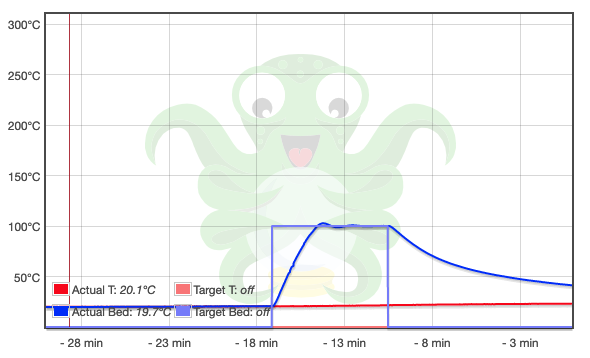 300°C
250°C
200°C
150°C
100°C
50°C
Actual T: 20.1°C Target T: off
Actual Bed: 19.7°C Target Bed: off
- 28 min - 23 min - 18 min - 13 min - 8 min - 3 min